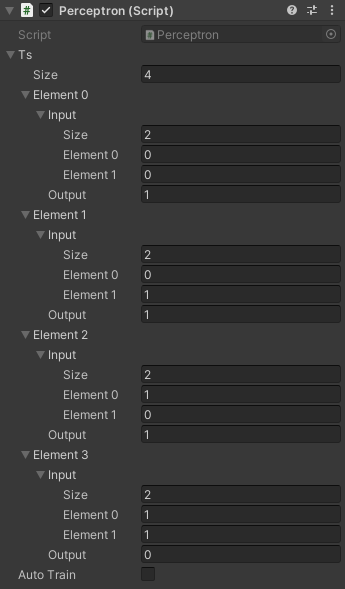 Perceptron (Script)
Script Perceptron
Ts
Size 4
Element 0
Input
Size 2
Element 0 0
Element 1 0
Output 1
Element 1
Input
Size 2
Element 0 0
Element 1 1
Output 1
Element 2
Input
Size 2
Element 0 1
Element 1 0
Output 1
Element 3
Input
Size 2
Element 0 1
Element 1 1
Output 0
Auto Train